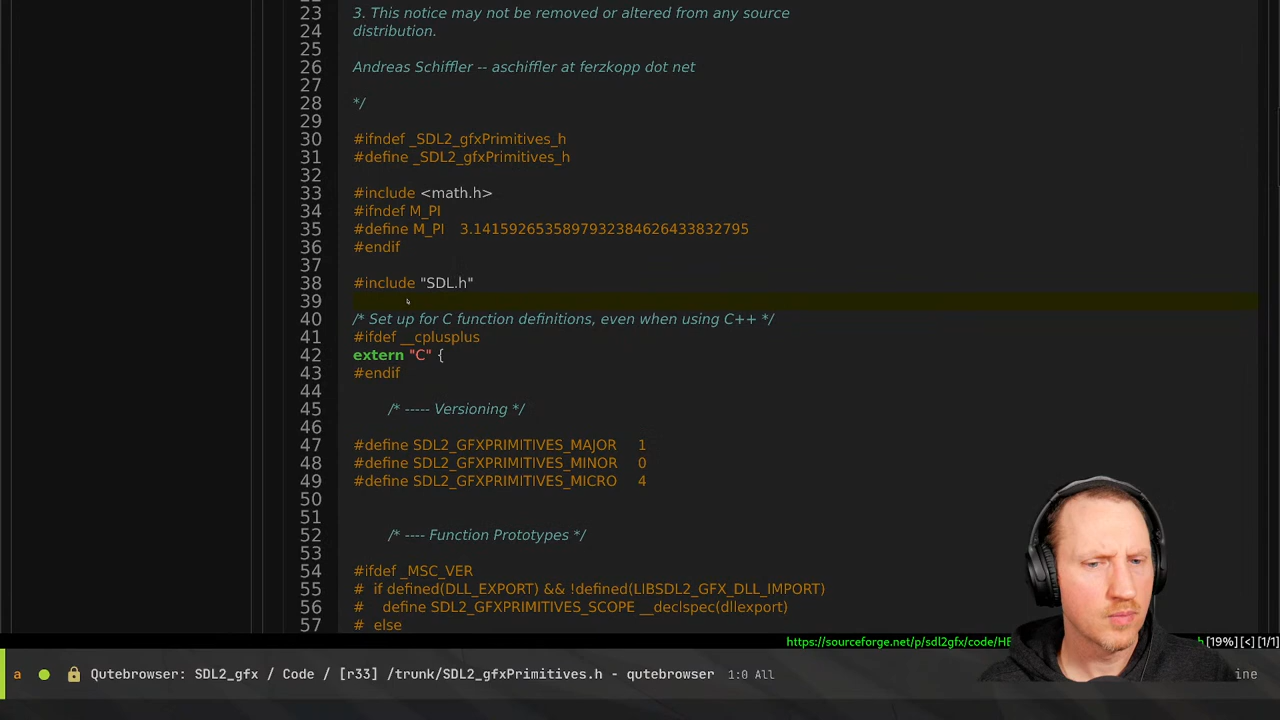 23 3. This notice may not be removed or altered from any source
24 distribution.
25
26 Andreas Schiffler -- aschiffler at ferzkopp dot net
27
28 */
29
30 #ifndef _SDL2_gfxPrimitives_h
31 #define _SDL2_gfxPrimitives_h
32
33 #include <math.h>
34 #ifndef M_PI
35 #define M_PI 3.1415926535897932384626433832795
36 #endif
37
38 #include "SDL.h"
39
40 /* Set up for C function definitions, even when using C++ */
41 #ifdef __cplusplus
42 extern "C" {
43 #endif
44
45 /* ----- Versioning */
46
47 #define SDL2_GFXPRIMITIVES_MAJOR 1
48 #define SDL2_GFXPRIMITIVES_MINOR 0
49 #define SDL2_GFXPRIMITIVES_MICRO 4
50
51
52 /* ---- Function Prototypes */
53
54 #ifdef _MSC_VER
55 # if defined(DLL_EXPORT) && !defined(LIBSDL2_GFX_DLL_IMPORT)
56 # define SDL2_GFXPRIMITIVES_SCOPE __declspec(dllexport)
57 # else
https://sourceforge.net/p/sdl2gfx/code/HE h [19%][<][1/1]
a Qutebrowser: SDL2_gfx / Code / [r33] /trunk/SDL2_gfxPrimitives.h - qutebrowser 1:0 All ine